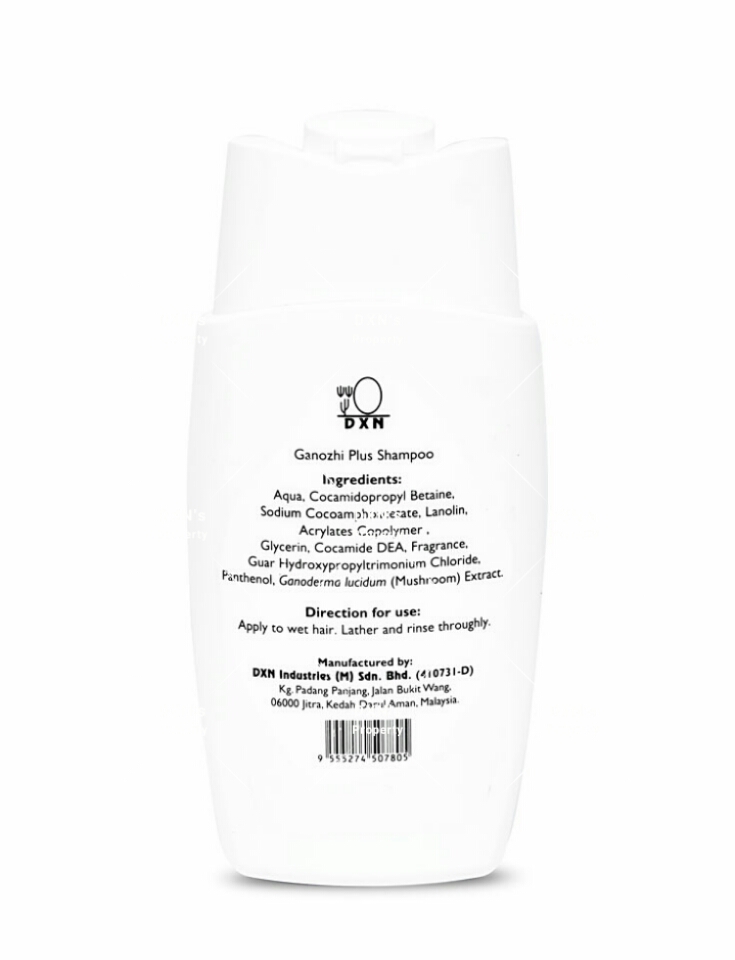 DXN
Ganozhi Plus Shampoo
Ingredients:
Aqua, Cocamidopropyl Betaine,
Sodium Lanolin,
Acrylates Copolymer ,
Glycerin, Cocamide DEA, Fragrance,
Guar Hydroxypropyltrimonium Chloride,
Panthenol, Ganoderma lucidum (Mushroom) Extract.
Direction for use:
Apply to wet hair. Lather and rinse throughly.
Manufactured by:
DXN Industries (M) Sdn. Bhd. (410731-D)
Kg. Padang Panjang, Jalan Bukit Wang,
06000 Jitra, Kedah Darul Aman, Malaysia.
Property
9 555274 507805